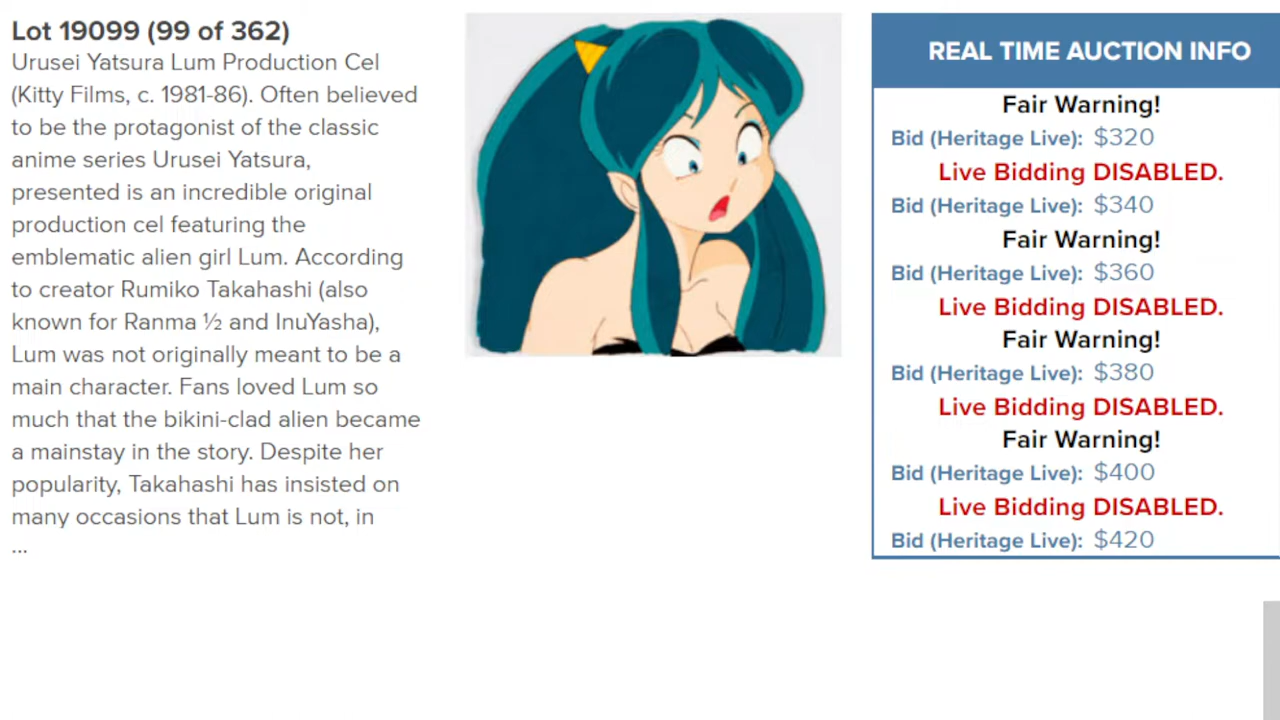 Lot 19099 (99 of 362)
Urusei Yatsura Lum Production Cel
(Kitty Films, c. 1981-86). Often believed
to be the protagonist of the classic
anime series Urusei Yatsura,
presented is an incredible original
production cel featuring the
emblematic alien girl Lum. According
to creator Rumiko Takahashi (also
known for Ranma ½ and InuYasha),
Lum was not originally meant to be a
main character. Fans loved Lum so
much that the bikini-clad alien became
a mainstay in the story. Despite her
popularity, Takahashi has insisted on
many occasions that Lum is not, in
...
REAL TIME AUCTION INFO
Fair Warning!
Bid (Heritage Live): $320
Live Bidding DISABLED.
Bid (Heritage Live): $340
Fair Warning!
Bid (Heritage Live): $360
Live Bidding DISABLED.
Fair Warning!
Bid (Heritage Live): $380
Live Bidding DISABLED.
Fair Warning!
Bid (Heritage Live): $400
Live Bidding DISABLED.
Bid (Heritage Live): $420